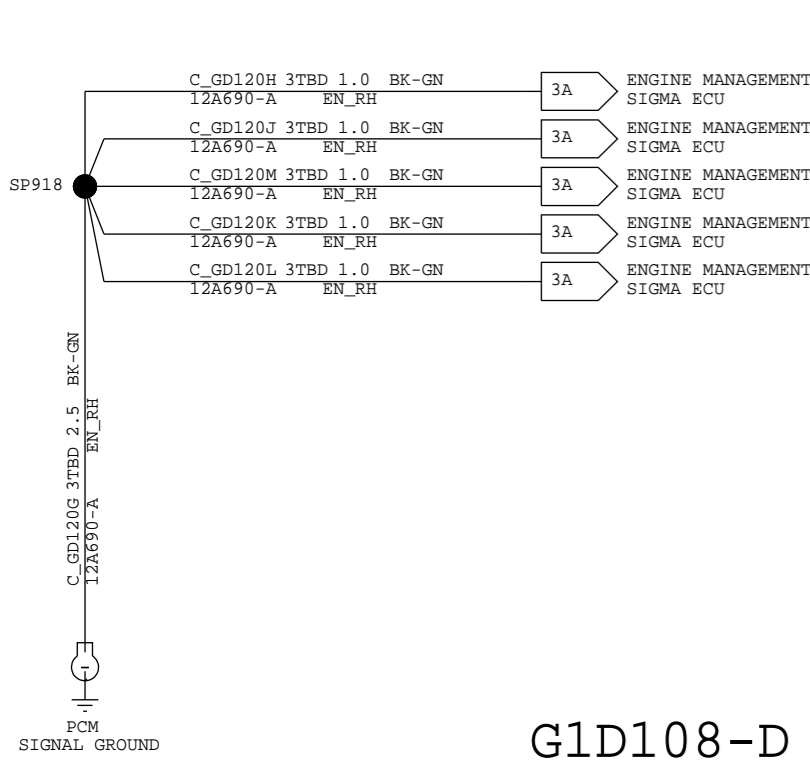 C_GD120H 3TBD 1.0 BK-GN
12A690-A EN_RH
3A
ENGINE MANAGEMENT
SIGMA ECU
C_GD120J 3TBD 1.0 BK-GN
12A690-A EN_RH
3A
ENGINE MANAGEMENT
SIGMA ECU
SP918
C_GD120M 3TBD 1.0 BK-GN
12A690-A EN_RH
3A
ENGINE MANAGEMENT
SIGMA ECU
C_GD120K 3TBD 1.0 BK-GN
12A690-A EN_RH
3A
ENGINE MANAGEMENT
SIGMA ECU
C_GD120L 3TBD 1.0 BK-GN
12A690-A EN_RH
3A
ENGINE MANAGEMENT
SIGMA ECU
C_GD120G 3TBD 2.5 BK-GN
12A690-A EN_RH
PCM
SIGNAL GROUND
G1D108-D